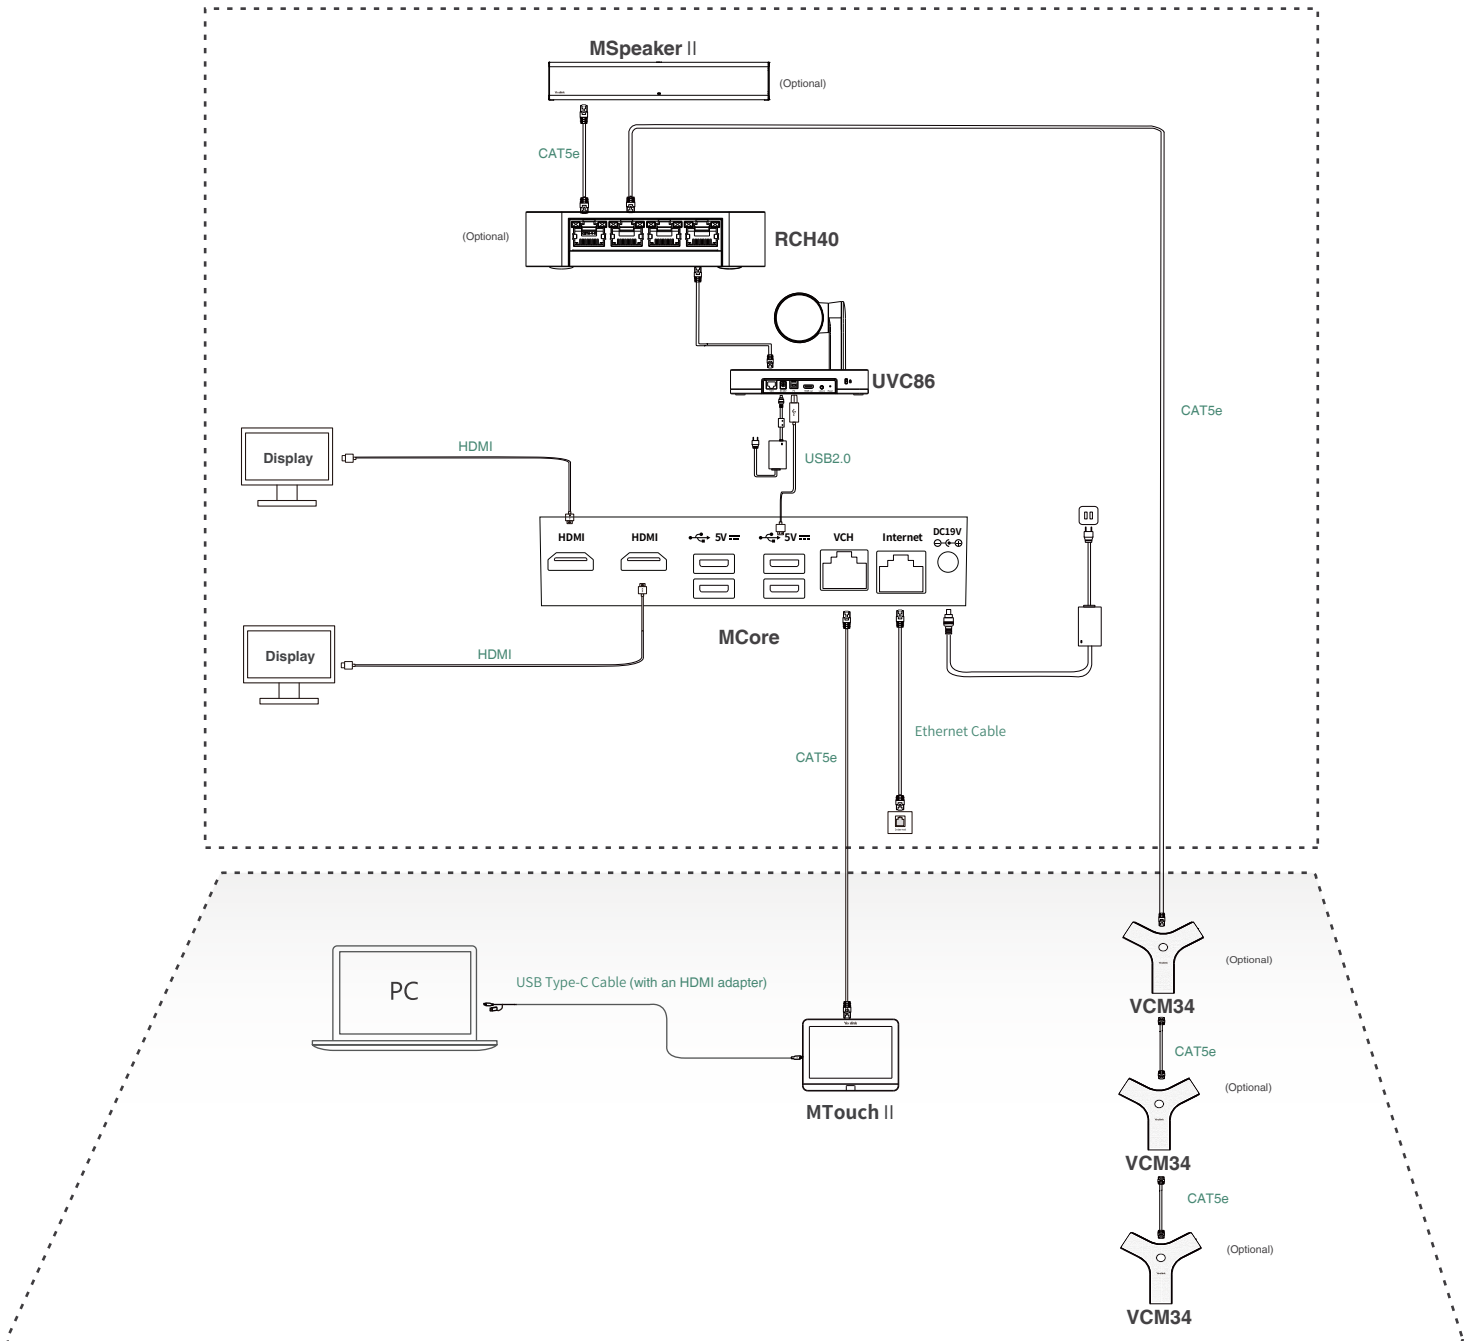 MSpeaker II
(Optional)
CAT5e
(Optional)
RCH40
UVC86
CAT5e
HDMI
Display
USB2.0
HDMI
HDMI
5V
5V
VCH
Internet
DC19V
MCore
Display
HDMI
Ethernet Cable
CAT5e
(Optional)
PC
USB Type-C Cable (with an HDMI adapter)
VCM34
CAT5e
(Optional)
MTouch II
VCM34
CAT5e
(Optional)
VCM34